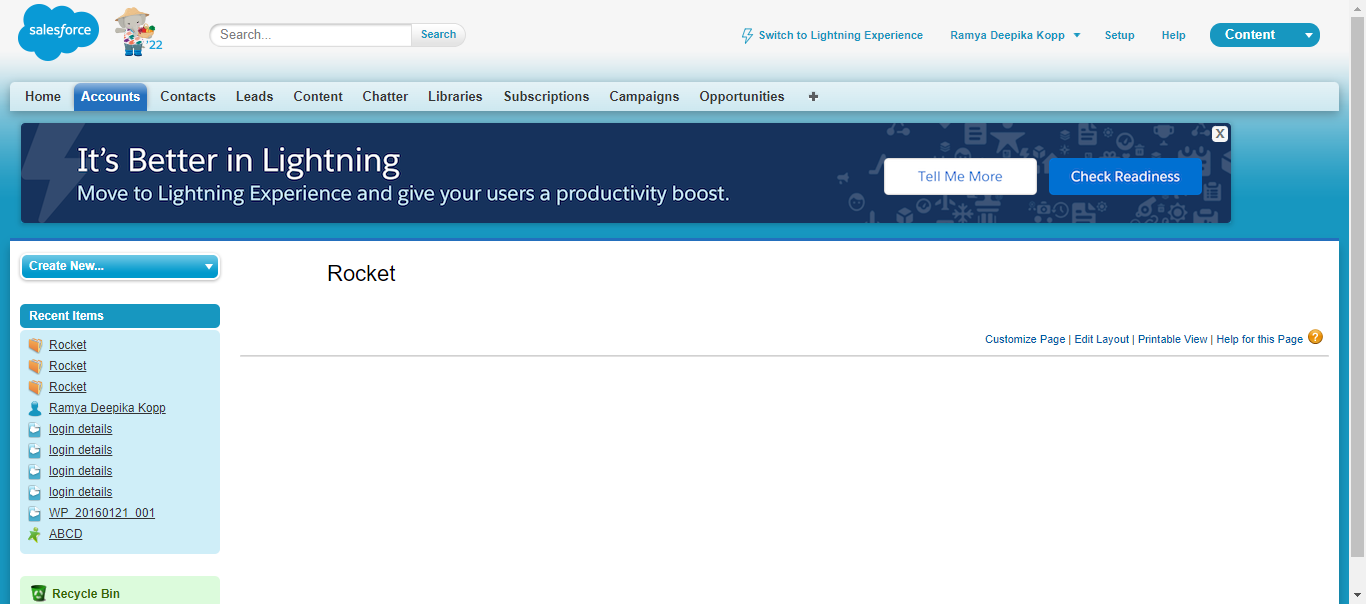 salesforce
'22
Search...
Search
Switch to Lightning Experience
Ramya Deepika Kopp
Setup
Help
Content
Home
Accounts
Contacts
Leads
Content
Chatter
Libraries
Subscriptions
Campaigns
Opportunities
+
It's Better in Lightning
Move to Lightning Experience and give your users a productivity boost.
Tell Me More
Check Readiness
X
Create New...
Rocket
Customize Page | Edit Layout | Printable View | Help for this Page ?
Recent Items
Rocket
Rocket
Rocket
Ramya Deepika Kopp
login details
login details
login details
login details
WP_20160121_001
ABCD
Recycle Bin